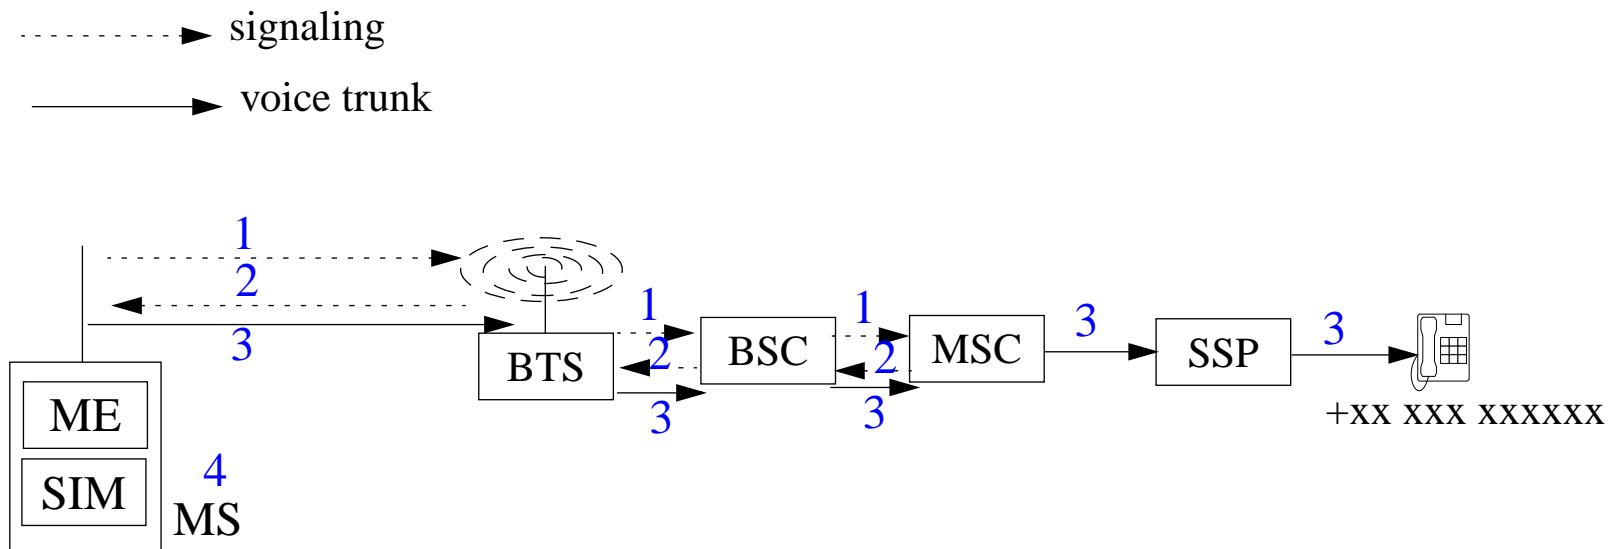 signaling
voice trunk
1
2
3
1
2
3
1
2
3
3
3
BTS
BSC
MSC
SSP
+xx xxx xxxxxx
ME
SIM
4
MS